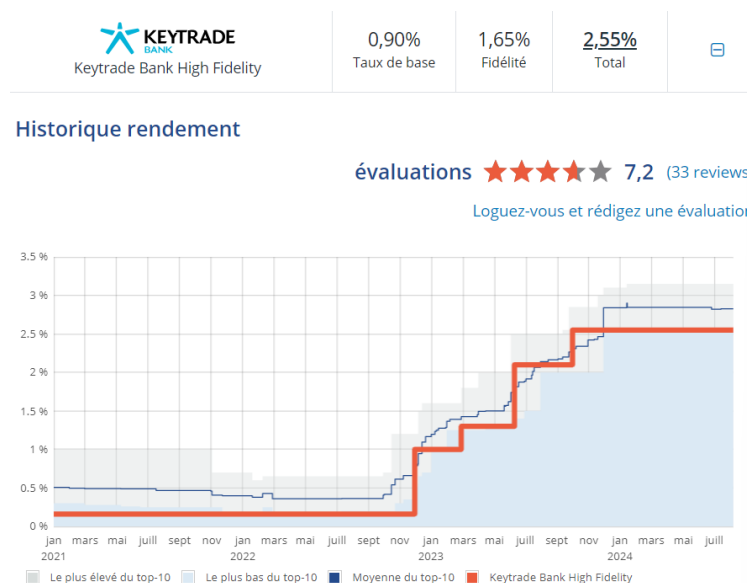 KEYTRADE
BANK
Keytrade Bank High Fidelity
0,90%
Taux de base
1,65%
Fidélité
2,55%
Total
Historique rendement
évaluations 7,2 (33 reviews
Loguez-vous et rédigez une évaluation
3.5 %
3 %
2.5 %
2 %
1.5 %
1 %
0.5 %
0 %
jan mars mai juill sept nov jan mars mai juill sept nov jan mars mai juill sept nov jan mars mai juill
2021 2022 2023 2024
Le plus élevé du top-10 Le plus bas du top-10 Moyenne du top-10 Keytrade Bank High Fidelity